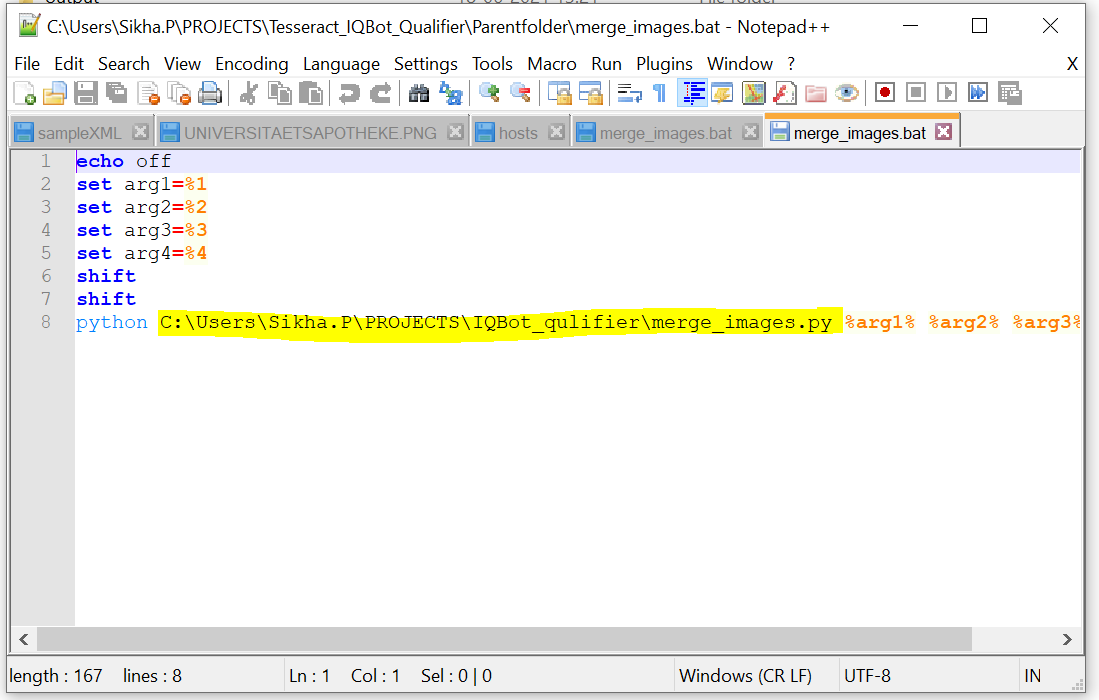 C:\Users\Sikha.P\PROJECTS\Tesseract_IQBot_Qualifier\Parentfolder\merge_images.bat - Notepad++
File Edit Search View Encoding Language Settings Tools Macro Run Plugins Window ? X
sampleXML UNIVERSITAETSAPOTHEKE.PNG hosts merge_images.bat merge_images.bat
1 echo off
2 set arg1=%1
3 set arg2=%2
4 set arg3=%3
5 set arg4=%4
6 shift
7 shift
8 python C:\Users\Sikha.P\PROJECTS\IQBot_qulifier\merge_images.py %arg1% %arg2% %arg3%
length : 167 lines : 8 Ln : 1 Col : 1 Sel : 0 | 0 Windows (CR LF) UTF-8 IN